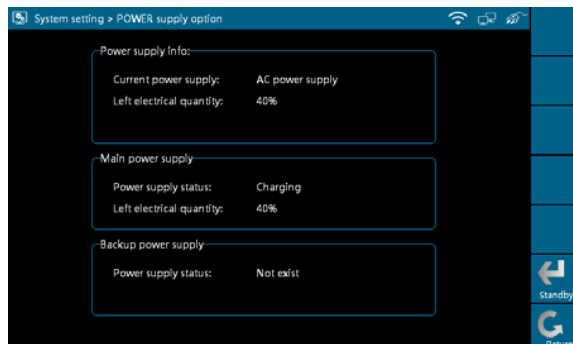 System setting > POWER supply option
Power supply info:
Current power supply: AC power supply
Left electrical quantity: 40%
Main power supply
Power supply status: Charging
Left electrical quantity: 40%
Backup power supply
Power supply status: Not exist
Standby
Return